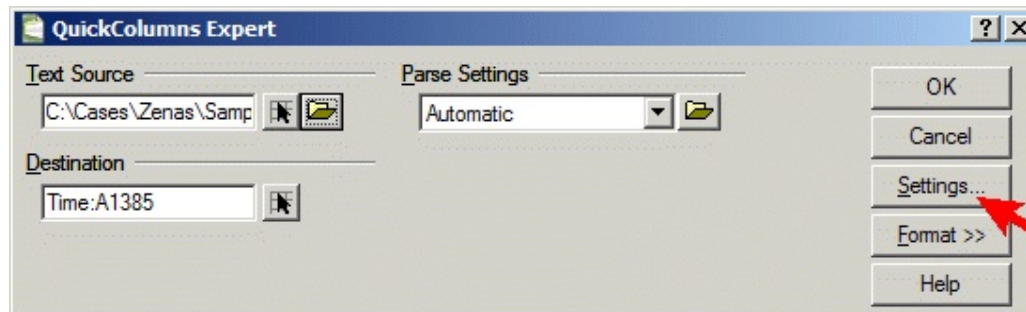 QuickColumns Expert
Text Source
C:\Cases\Zenas\Samp
Destination
Time:A1385
Parse Settings
Automatic
OK
Cancel
Settings...
Format >>
Help